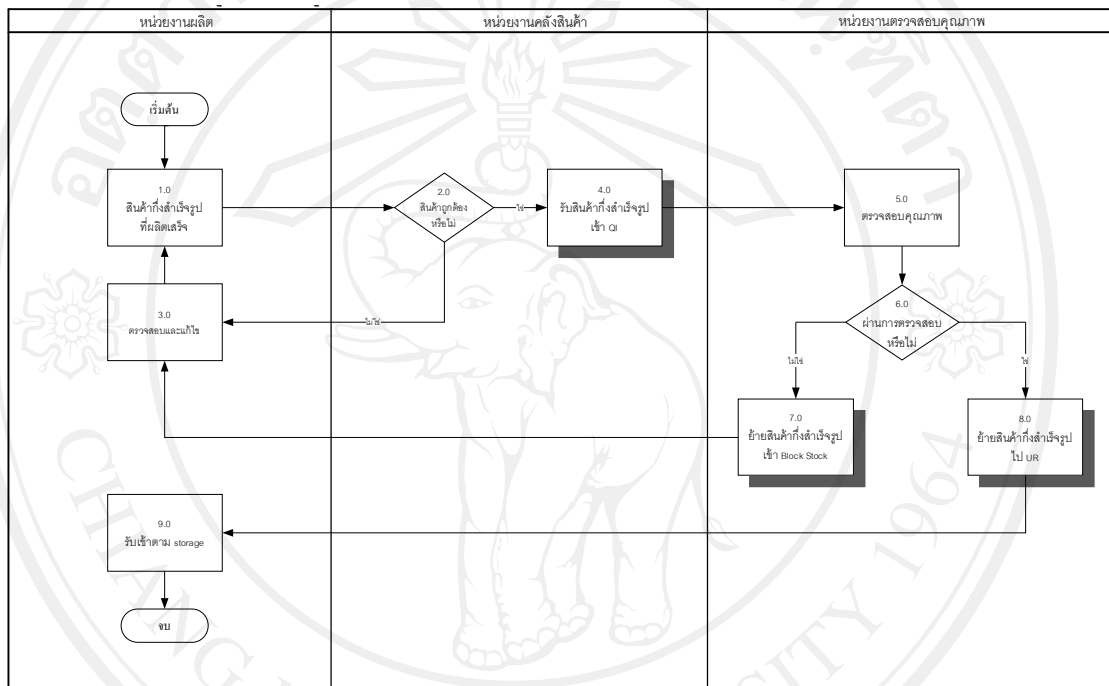 หน่วยงานผลิต
หน่วยงานคลังสินค้า
หน่วยงานตรวจสอบคุณภาพ
เริ่มต้น
1.0
สินค้ากึ่งสำเร็จรูป
ที่ผลิตเสร็จ
2.0
สินค้าถูกต้อง
หรือไม่
ใช่
4.0
รับสินค้ากึ่งสำเร็จรูป
เข้า QI
5.0
ตรวจสอบคุณภาพ
3.0
ตรวจสอบและแก้ไข
ไม่ใช่
6.0
ผ่านการตรวจสอบ
หรือไม่
ไม่ใช่
ใช่
7.0
ย้ายสินค้ากึ่งสำเร็จรูป
เข้า Block Stock
8.0
ย้ายสินค้ากึ่งสำเร็จรูป
ไป UR
9.0
รับเข้าตาม storage
จบ
1964